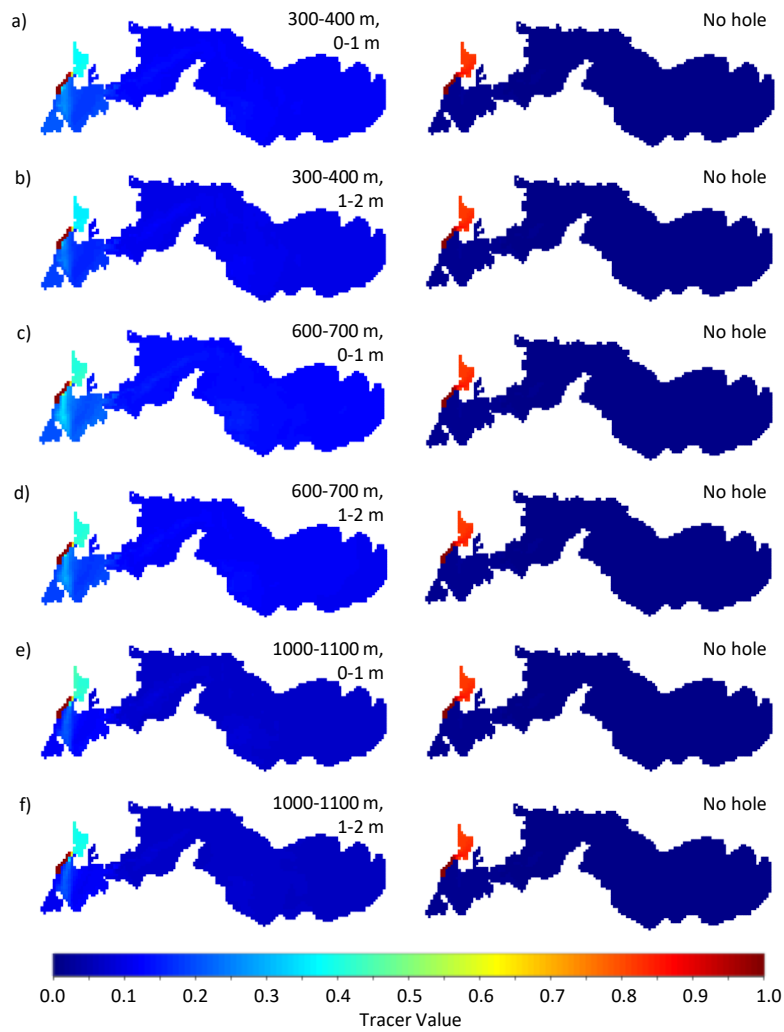 a)
300-400 m,
0-1 m
No hole
b)
300-400 m,
1-2 m
No hole
c)
600-700 m,
0-1 m
No hole
d)
600-700 m,
1-2 m
No hole
e)
1000-1100 m,
0-1 m
No hole
f)
1000-1100 m,
1-2 m
No hole
0.0 0.1 0.2 0.3 0.4 0.5 0.6 0.7 0.8 0.9 1.0
Tracer Value